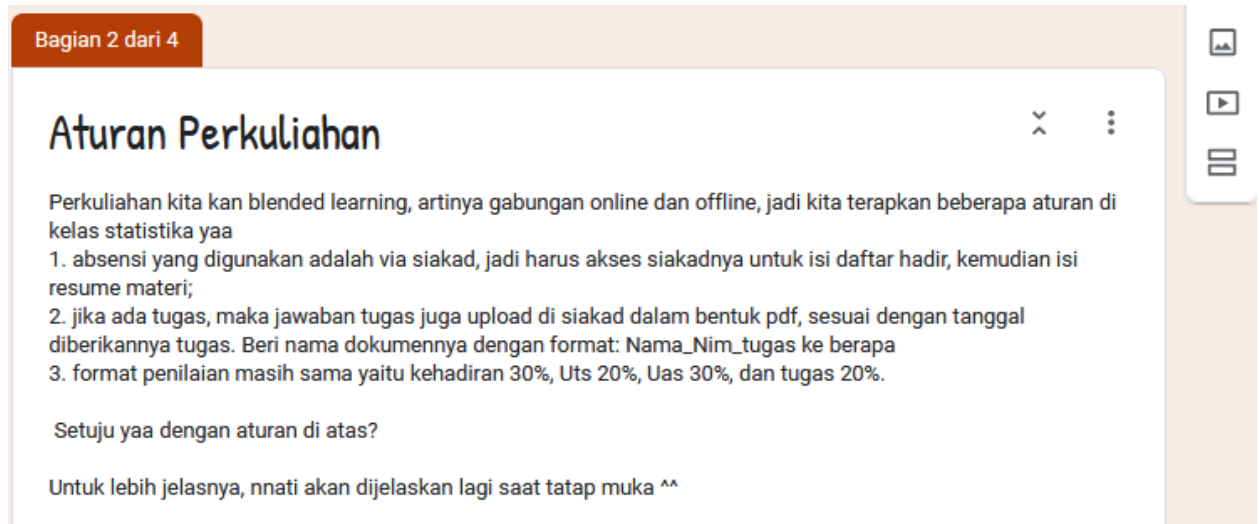 Bagian 2 dari 4
Aturan Perkuliahan
Perkuliahan kita kan blended learning, artinya gabungan online dan offline, jadi kita terapkan beberapa aturan di
kelas statistika yaa
1. absensi yang digunakan adalah via siakad, jadi harus akses siakadnya untuk isi daftar hadir, kemudian isi
resume materi;
2. jika ada tugas, maka jawaban tugas juga upload di siakad dalam bentuk pdf, sesuai dengan tanggal
diberikannya tugas. Beri nama dokumennya dengan format: Nama_Nim_tugas ke berapa
3. format penilaian masih sama yaitu kehadiran 30%, Uts 20%, Uas 30%, dan tugas 20%.
Setuju yaa dengan aturan di atas?
Untuk lebih jelasnya, nnati akan dijelaskan lagi saat tatap muka ^^